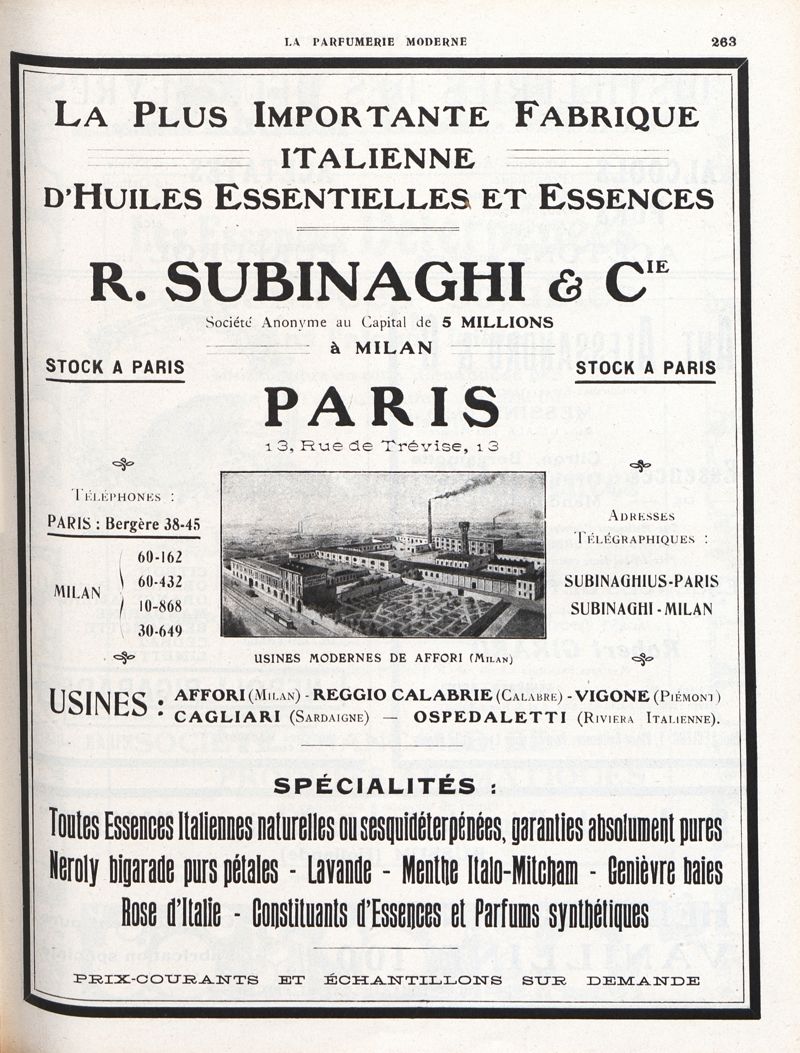 LA PARFUMERIE MODERNE 263
LA PLUS IMPORTANTE FABRIQUE
ITALIENNE
D'HUILES ESSENTIELLES ET ESSENCES
R. SUBINAGHI & CIE
Société Anonyme au Capital de 5 MILLIONS
à MILAN
STOCK A PARIS
STOCK A PARIS
PARIS
13, Rue de Trévise, 13
TÉLÉPHONES :
PARIS : Bergère 38-45
MILAN
60-162
60-432
10-868
30-649
ADRESSES
TÉLÉGRAPHIQUES :
SUBINAGHIUS-PARIS
SUBINAGHI-MILAN
USINES MODERNES DE AFFORI (MILAN)
USINES : AFFORI (MILAN) - REGGIO CALABRIE (CALABRE) - VIGONE (PIÉMONT)
CAGLIARI (SARDAIGNE) — OSPEDALETTI (RIVIERA ITALIENNE).
SPÉCIALITÉS :
Toutes Essences Italiennes naturelles ou sesquidéterpénées, garanties absolument pures
Neroly bigarade purs pétales - Lavande - Menthe Italo-Mitcham - Genièvre baies
Rose d'Italie - Constituants d'Essences et Parfums synthétiques
PRIX-COURANTS ET ÉCHANTILLONS SUR DEMANDE